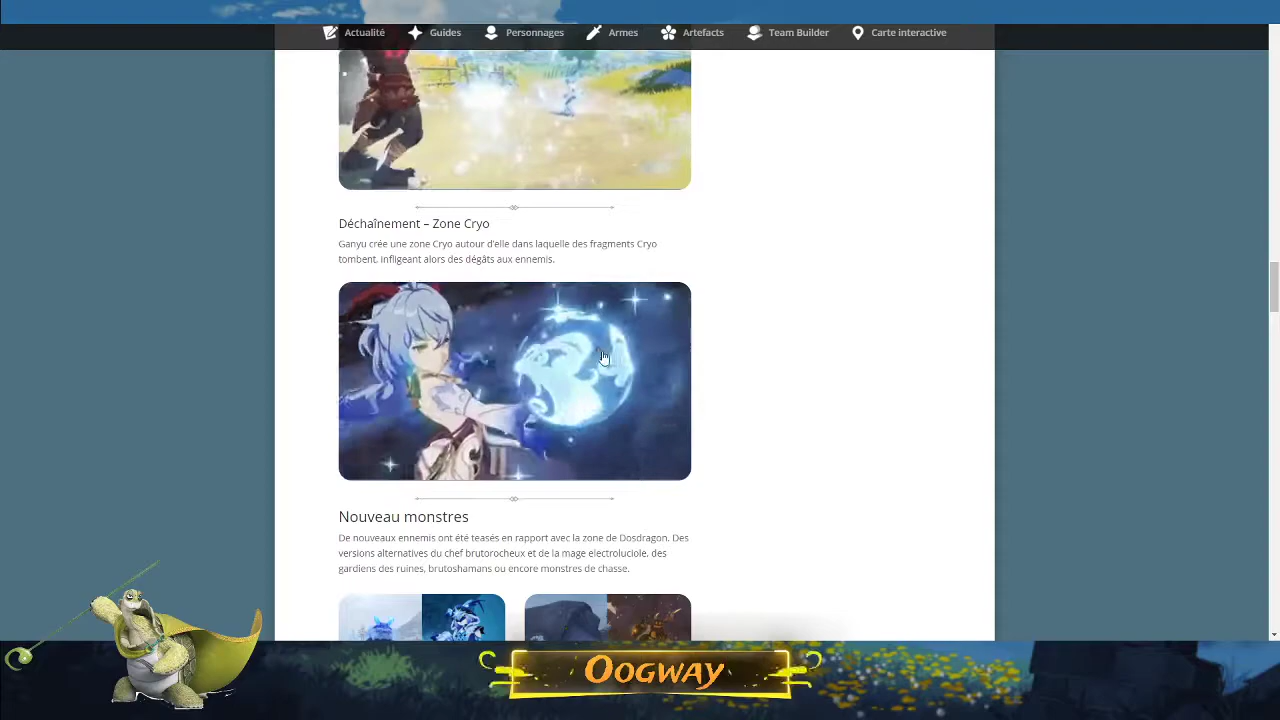 Actualité Guides Personnages Armes Artefacts Team Builder Carte interactive
Déchaînement – Zone Cryo
Ganyu crée une zone Cryo autour d'elle dans laquelle des fragments Cryo
tombent, infligeant alors des dégâts aux ennemis.
Nouveau monstres
De nouveaux ennemis ont été teasés en rapport avec la zone de Dosdragon. Des
versions alternatives du chef brutorocheux et de la mage electroluciole, des
gardiens des ruines, brutoshamans ou encore monstres de chasse.
OOGWAY